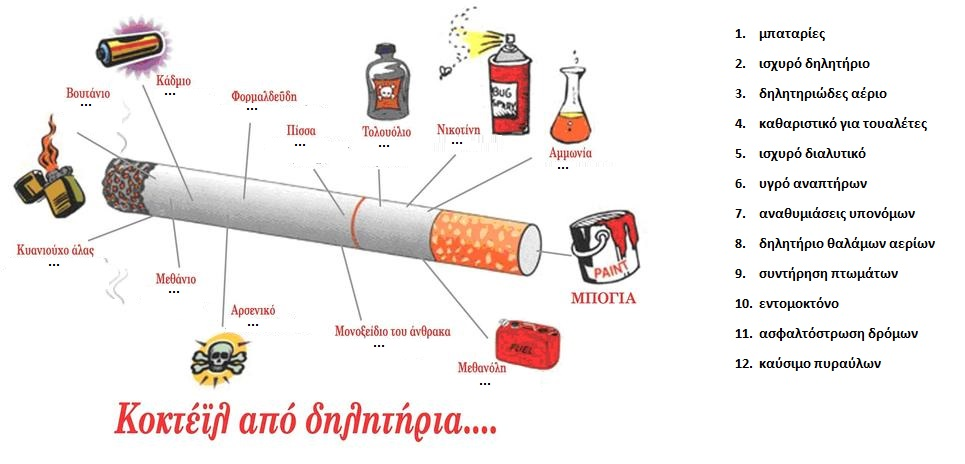 Βουτάνιο
...
Κάδμιο
...
Φορμαλδεΰδη
...
Πίσσα
...
Τολουόλιο
...
Νικοτίνη
...
BUG
SPRAY
Αμμωνία
...
Κυανιούχο άλας
...
Μεθάνιο
...
Αρσενικό
...
Μονοξείδιο του άνθρακα
...
Μεθανόλη
...
FUEL
PAINT
ΜΠΟΓΙΑ
Κοκτέϊλ από δηλητήρια....
1. μπαταρίες
2. ισχυρό δηλητήριο
3. δηλητηριώδες αέριο
4. καθαριστικό για τουαλέτες
5. ισχυρό διαλυτικό
6. υγρό αναπτήρων
7. αναθυμιάσεις υπονόμων
8. δηλητήριο θαλάμων αερίων
9. συντήρηση πτωμάτων
10. εντομοκτόνο
11. ασφαλτόστρωση δρόμων
12. καύσιμο πυραύλων